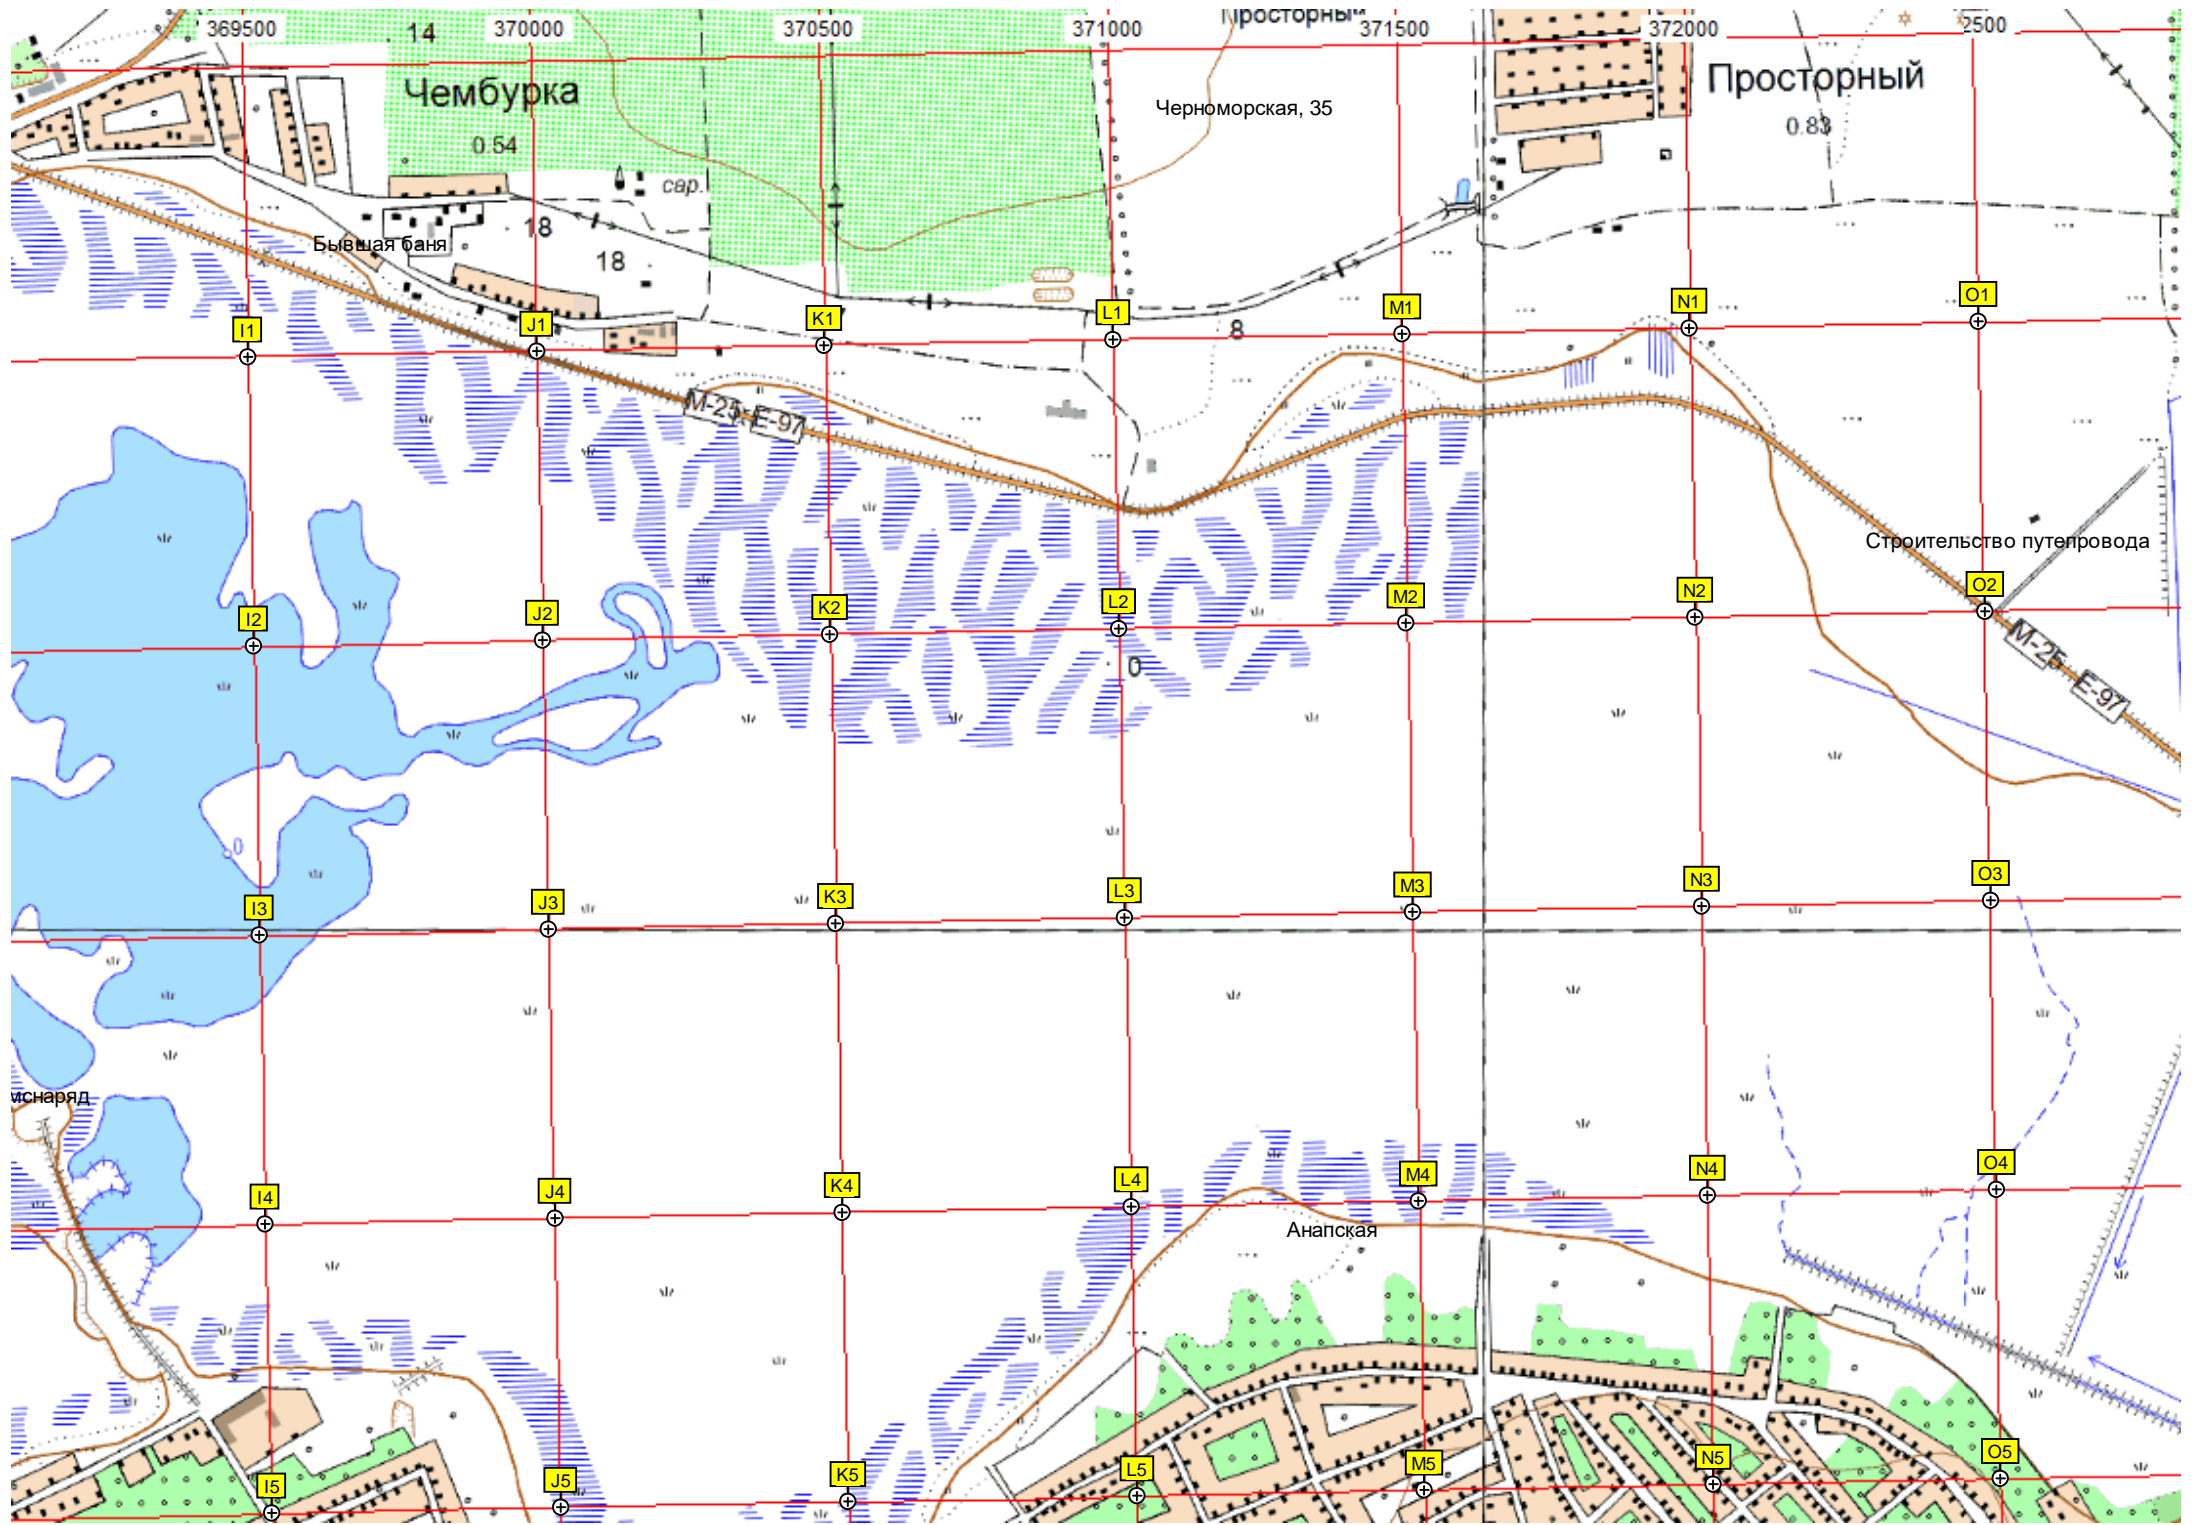 369500 370000 370500 371000 371500 372000 2500
14
Просторный
Чембурка
0.54
Черноморская, 35
Просторный
0.83
сар.
18
18
Бывшая баня
I1 J1 K1 L1 M1 N1 O1
8
М-25; Е-97
Строительство путепровода
I2 J2 K2 L2 M2 N2 O2
М-25 Е-97
0
0
I3 J3 K3 L3 M3 N3 O3
мснаряд
I4 J4 K4 L4 M4 N4 O4
Анапская
I5 J5 K5 L5 M5 N5 O5